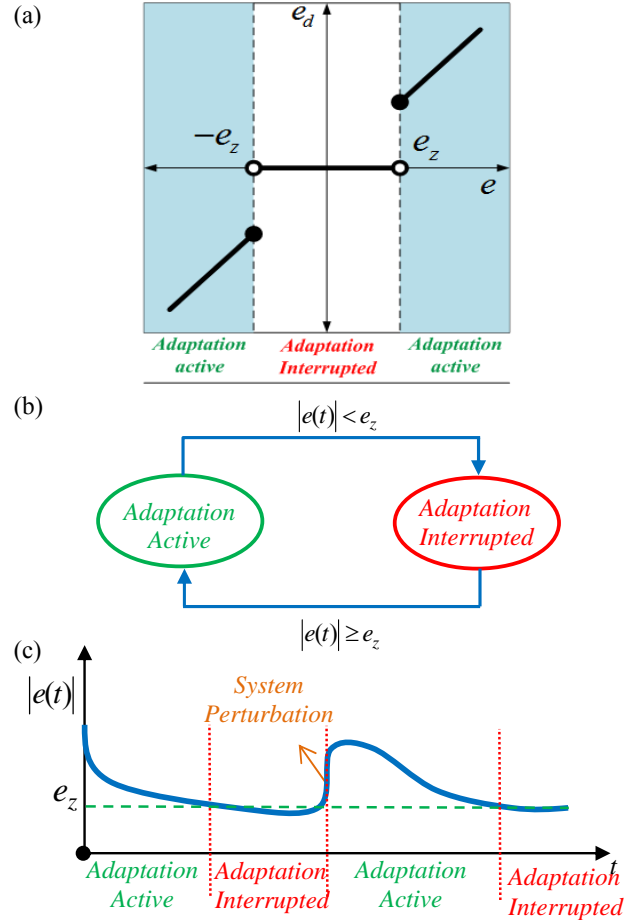 (a)
e_d
−e_z
e_z
e
Adaptation active
Adaptation Interrupted
Adaptation active
(b)
|e(t)| < e_z
Adaptation
Active
Adaptation
Interrupted
|e(t)| ≥ e_z
(c)
|e(t)|
System
Perturbation
e_z
t
Adaptation
Active
Adaptation
Interrupted
Adaptation
Active
Adaptation
Interrupted